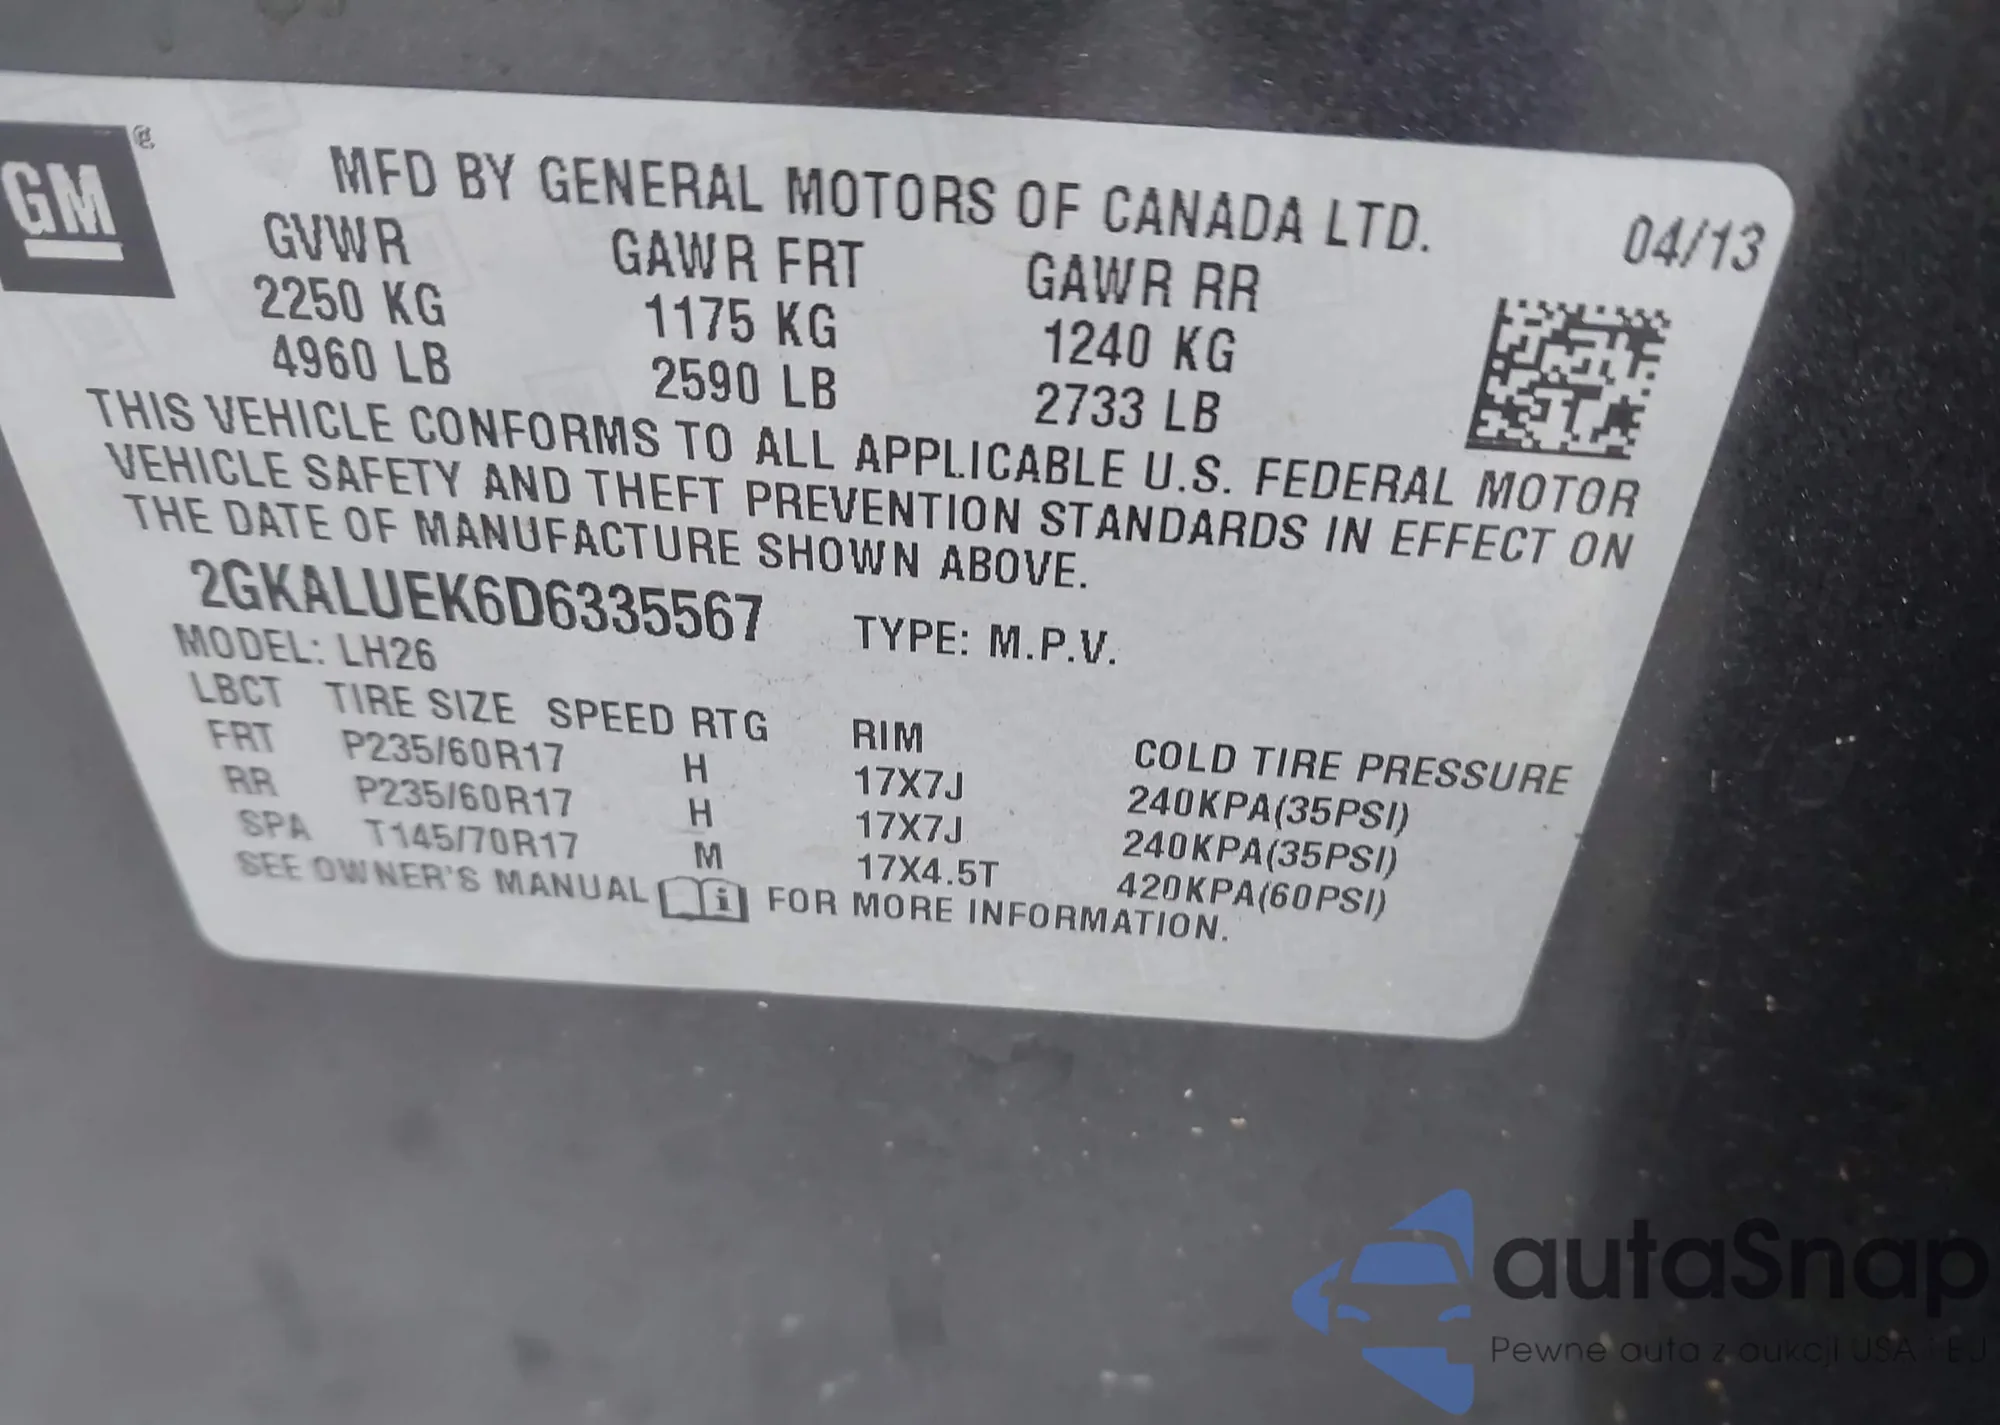 GM
®
MFD BY GENERAL MOTORS OF CANADA LTD.
04/13
GVWR GAWR FRT GAWR RR
2250 KG 1175 KG 1240 KG
4960 LB 2590 LB 2733 LB
THIS VEHICLE CONFORMS TO ALL APPLICABLE U.S. FEDERAL MOTOR
VEHICLE SAFETY AND THEFT PREVENTION STANDARDS IN EFFECT ON
THE DATE OF MANUFACTURE SHOWN ABOVE.
2GKALUEK6D6335567 TYPE: M.P.V.
MODEL: LH26
LBCT TIRE SIZE SPEED RTG RIM COLD TIRE PRESSURE
FRT P235/60R17 H 17X7J 240KPA(35PSI)
RR P235/60R17 H 17X7J 240KPA(35PSI)
SPA T145/70R17 M 17X4.5T 420KPA(60PSI)
SEE OWNER'S MANUAL i FOR MORE INFORMATION.
autaSnap
Pewne auta z aukcji USA i EJ